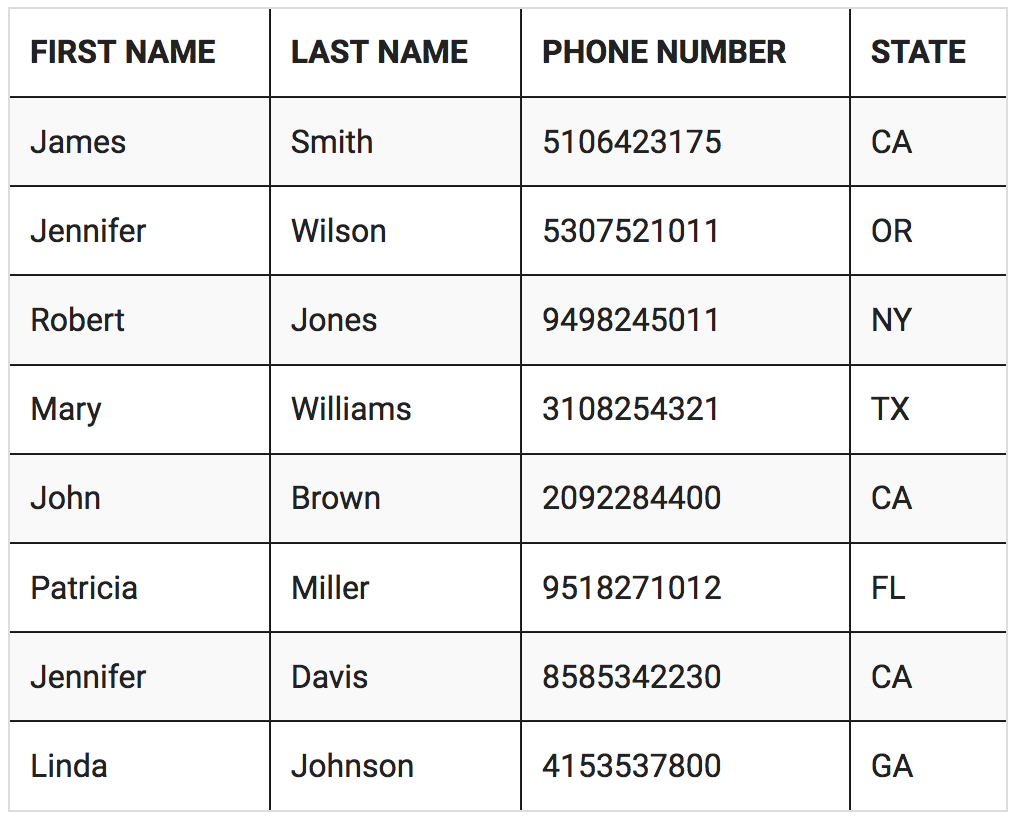 FIRST NAME LAST NAME PHONE NUMBER STATE
James Smith 5106423175 CA
Jennifer Wilson 5307521011 OR
Robert Jones 9498245011 NY
Mary Williams 3108254321 TX
John Brown 2092284400 CA
Patricia Miller 9518271012 FL
Jennifer Davis 8585342230 CA
Linda Johnson 4153537800 GA